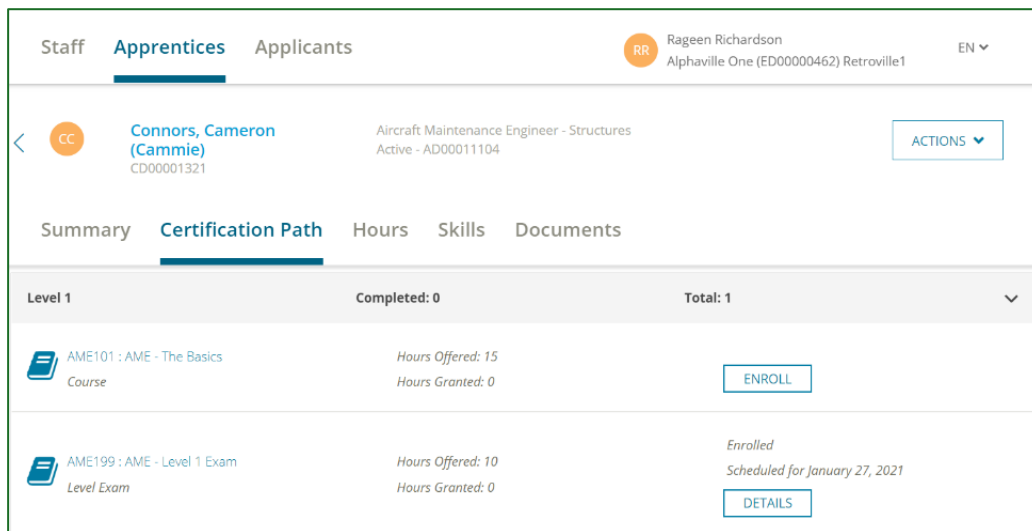 Staff Apprentices Applicants
RR
Rageen Richardson
Alphaville One (ED00000462) Retroville1
EN
CC
Connors, Cameron
(Cammie)
CD00001321
Aircraft Maintenance Engineer - Structures
Active - AD00011104
ACTIONS
Summary Certification Path Hours Skills Documents
Level 1 Completed: 0 Total: 1
AME101 : AME - The Basics
Course
Hours Offered: 15
Hours Granted: 0
ENROLL
AME199 : AME - Level 1 Exam
Level Exam
Hours Offered: 10
Hours Granted: 0
Enrolled
Scheduled for January 27, 2021
DETAILS